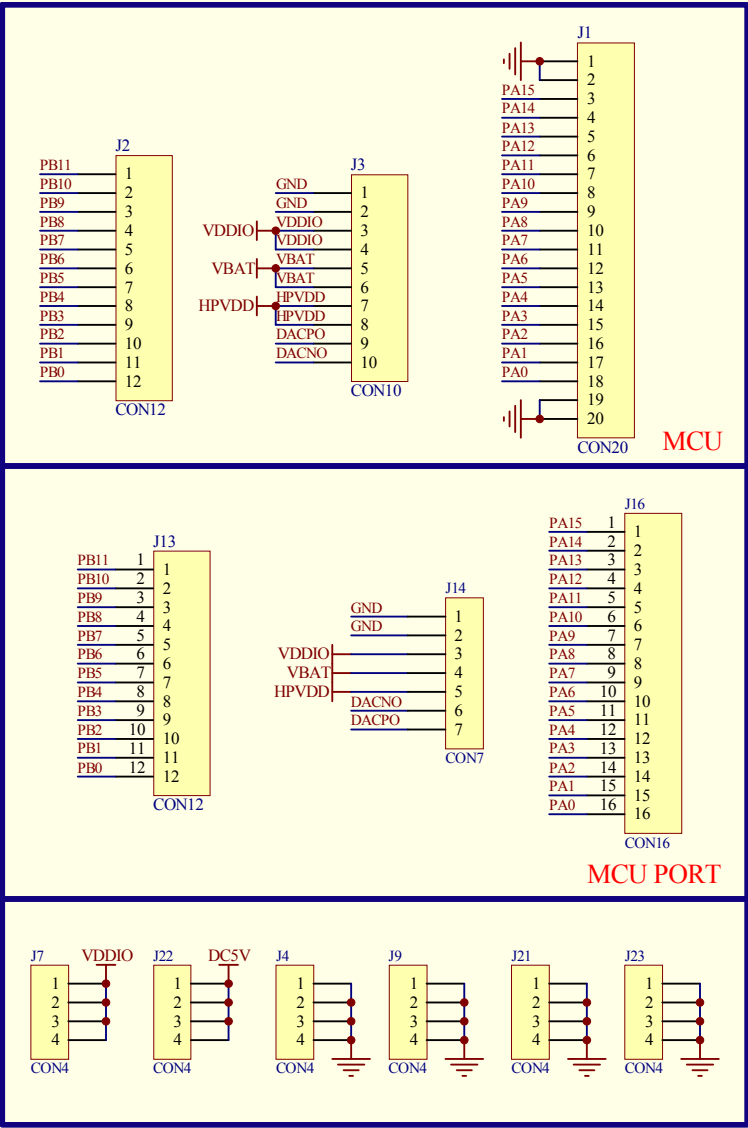 J1
1
2
PA15 3
PA14 4
PA13 5
PA12 6
PA11 7
PA10 8
PA9 9
PA8 10
PA7 11
PA6 12
PA5 13
PA4 14
PA3 15
PA2 16
PA1 17
PA0 18
19
20
CON20
J2
PB11 1
PB10 2
PB9 3
PB8 4
PB7 5
PB6 6
PB5 7
PB4 8
PB3 9
PB2 10
PB1 11
PB0 12
CON12
J3
GND 1
GND 2
VDDIO VDDIO 3
VDDIO 4
VBAT VBAT 5
VBAT 6
HPVDD HPVDD 7
HPVDD 8
DACPO 9
DACNO 10
CON10
MCU
J13
PB11 1 1
PB10 2 2
PB9 3 3
PB8 4 4
PB7 5 5
PB6 6 6
PB5 7 7
PB4 8 8
PB3 9 9
PB2 10 10
PB1 11 11
PB0 12 12
CON12
J14
GND 1
GND 2
VDDIO 3
VBAT 4
HPVDD 5
DACNO 6
DACPO 7
CON7
J16
PA15 1 1
PA14 2 2
PA13 3 3
PA12 4 4
PA11 5 5
PA10 6 6
PA9 7 7
PA8 8 8
PA7 9 9
PA6 10 10
PA5 11 11
PA4 12 12
PA3 13 13
PA2 14 14
PA1 15 15
PA0 16 16
CON16
MCU PORT
J7 VDDIO
1
2
3
4
CON4
J22 DC5V
1
2
3
4
CON4
J4
1
2
3
4
CON4
J9
1
2
3
4
CON4
J21
1
2
3
4
CON4
J23
1
2
3
4
CON4